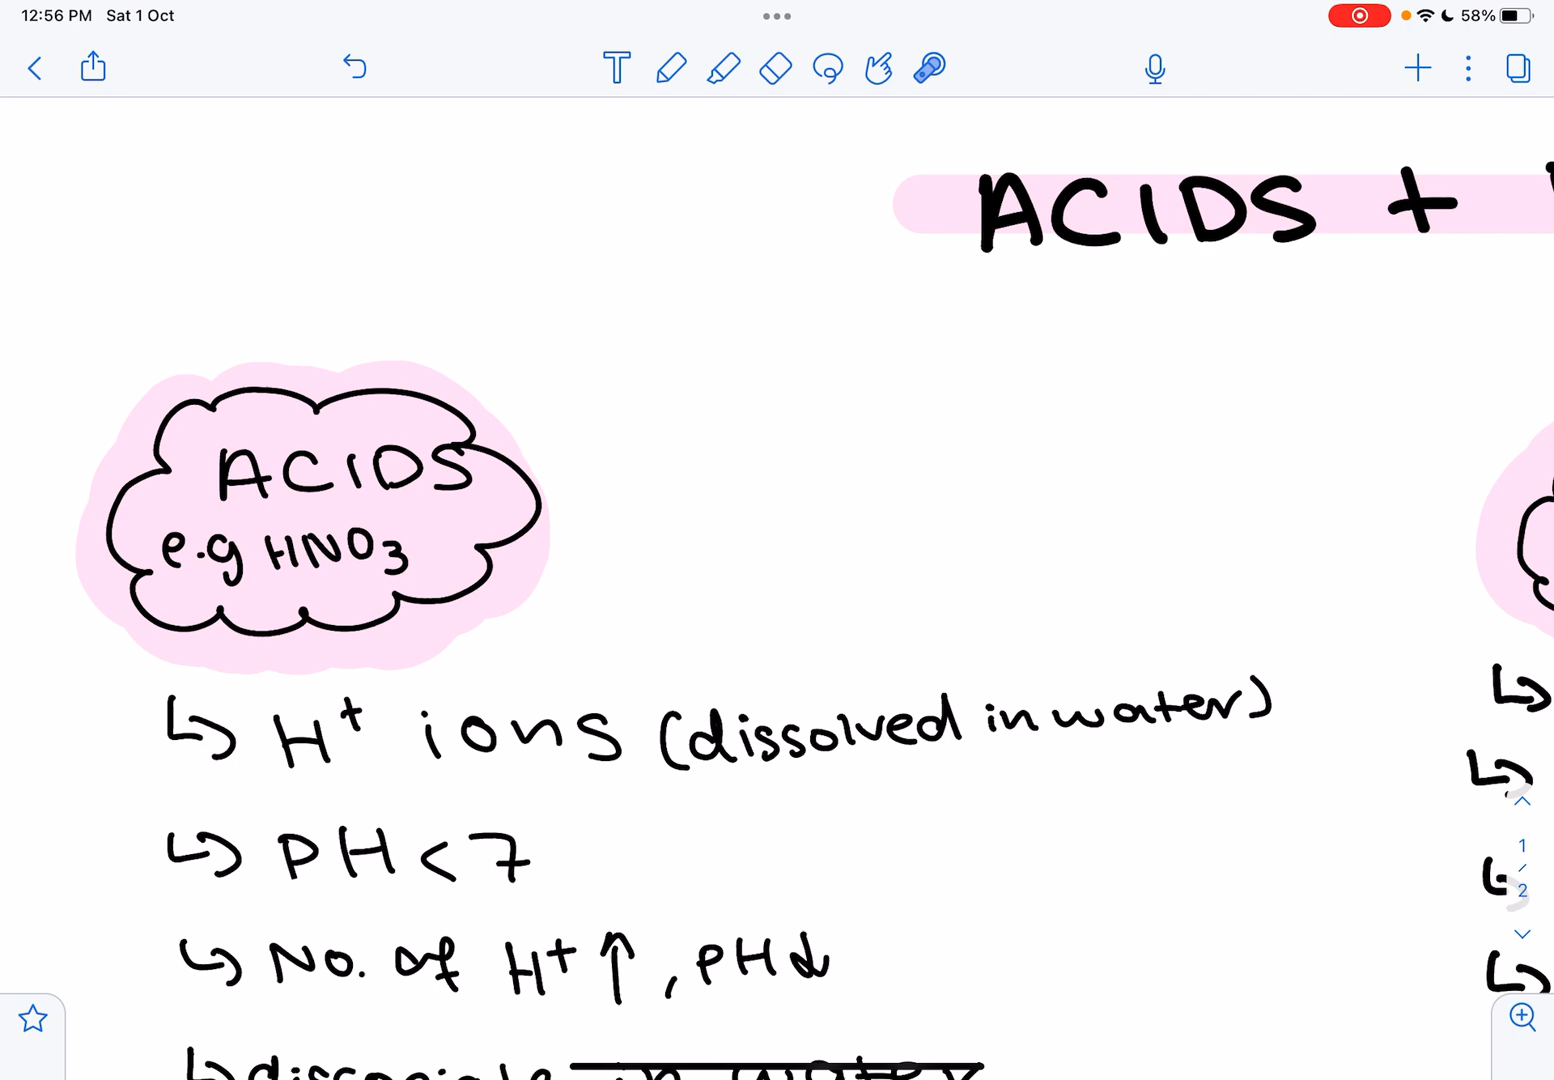 12:56 PM Sat 1 Oct
58%
ACIDS +
ACIDS
e.g HNO3
↳ H⁺ ions (dissolved in water)
↳ PH < 7
↳ No. of H⁺ ↑, pH↓
1
/
2